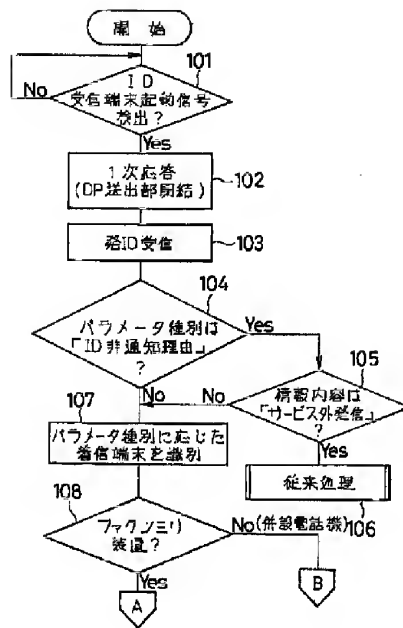 開始
101
ID
受信端末起動信号
検出?
No
Yes
1次応答
(DP送出部閉結)
102
発ID受信
103
104
パラメータ種別は
「ID非通知理由」
?
Yes
No
105
情報内容は
「サービス外発信」
?
No
Yes
107
パラメータ種別に応じた
着信端末を識別
従来処理
106
108
ファクシミリ
装置?
No(併設電話機)
Yes
A
B